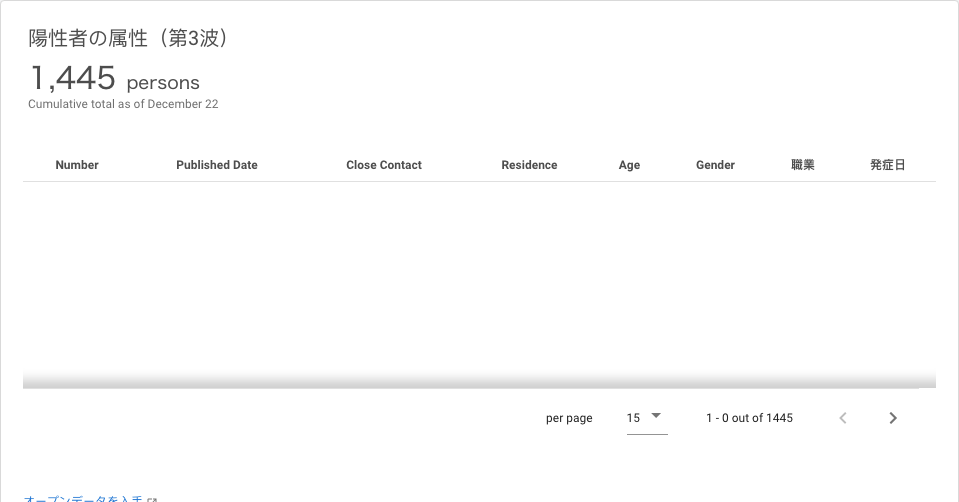 陽性者の属性（第3波）
1,445 persons
Cumulative total as of December 22
Number Published Date Close Contact Residence Age Gender 職業 発症日
per page 15 1 - 0 out of 1445
オープンデータを入手